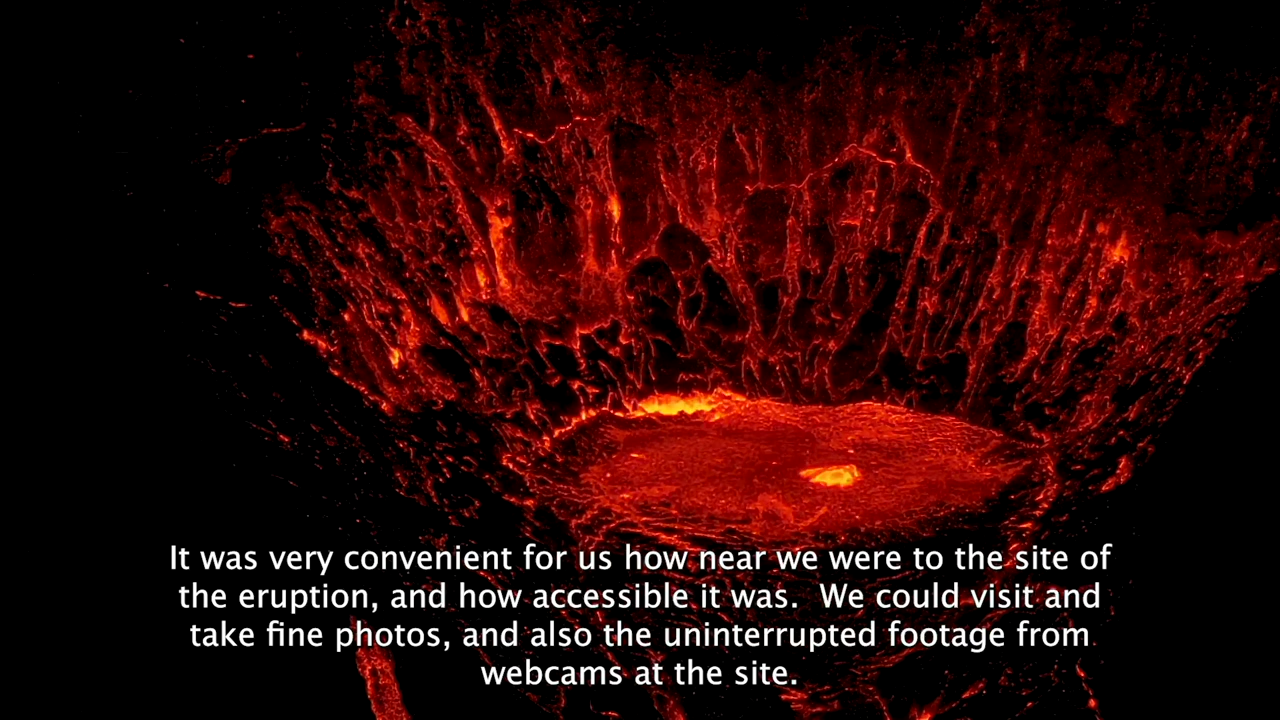 It was very convenient for us how near we were to the site of
the eruption, and how accessible it was.  We could visit and
take fine photos, and also the uninterrupted footage from
webcams at the site.